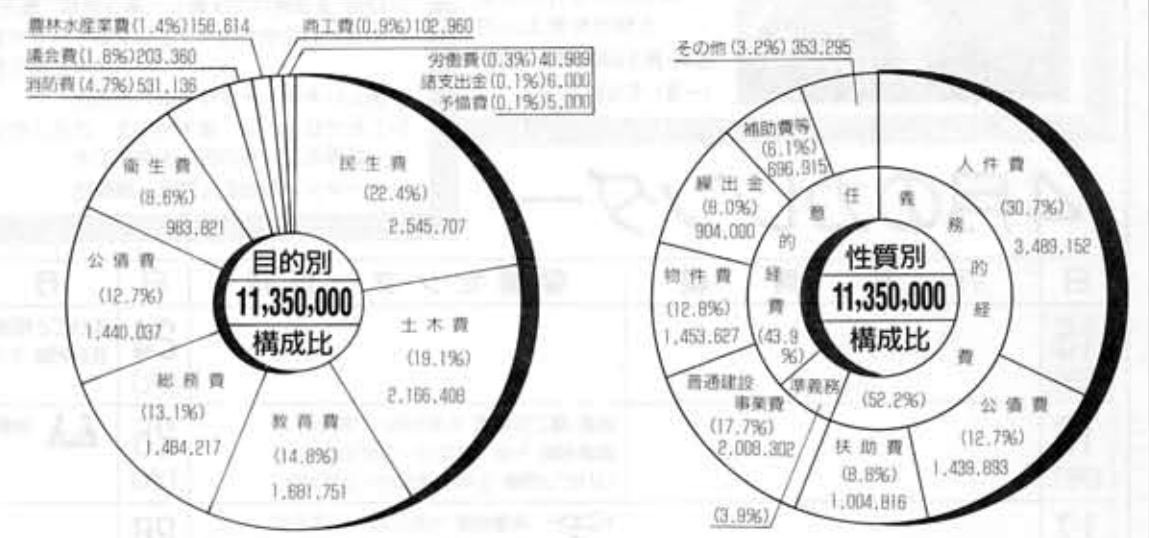 農林水産業費(1.4%)158,614
議会費(1.8%)203,360
消防費(4.7%)531,136
商工費(0.9%)102,960
労働費(0.3%)40,989
諸支出金(0.1%)6,000
予備費(0.1%)5,000
民生費
(22.4%)
2,545,707
土木費
(19.1%)
2,166,408
教育費
(14.8%)
1,681,751
総務費
(13.1%)
1,484,217
公債費
(12.7%)
1,440,037
衛生費
(8.6%)
983,821
目的別
11,350,000
構成比
その他(3.2%)353,295
補助費等
(6.1%)
696,915
繰出金
(8.0%)
904,000
物件費
(12.8%)
1,453,627
普通建設
事業費
(17.7%)
2,008,302
(3.9%)
扶助費
(8.8%)
1,004,816
公債費
(12.7%)
1,439,893
人件費
(30.7%)
3,489,152
義務的経費
(52.2%)
準義務
任意的経費
(43.9
%)
性質別
11,350,000
構成比